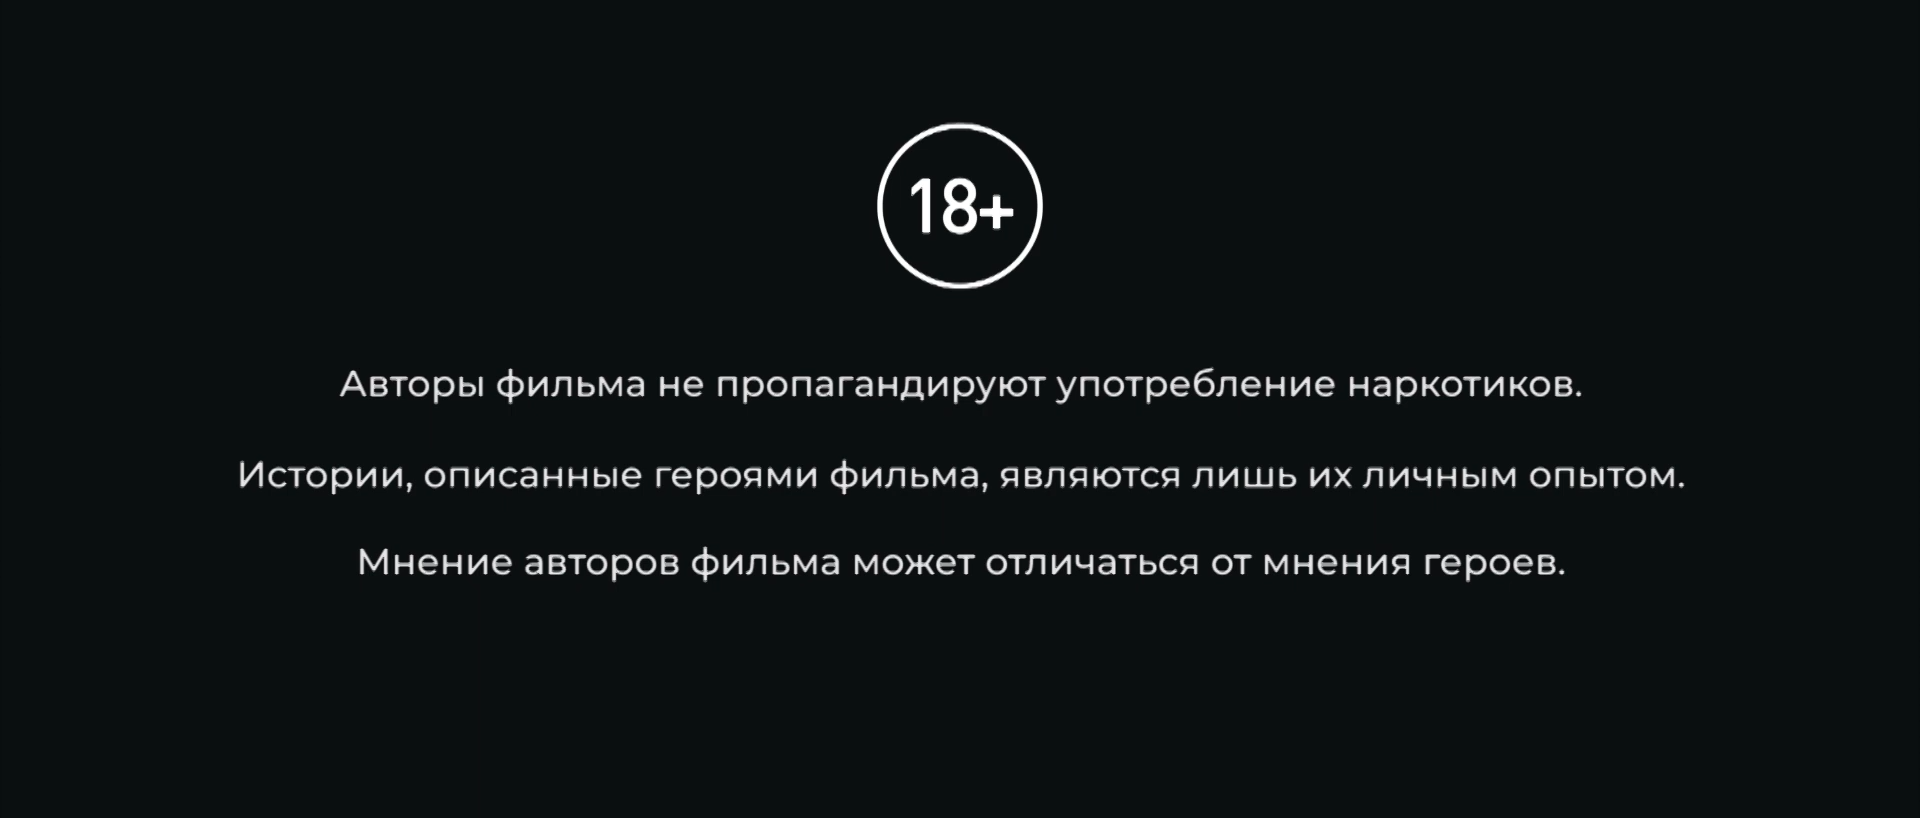 18+
Авторы фильма не пропагандируют употребление наркотиков.
Истории, описанные героями фильма, являются лишь их личным опытом.
Мнение авторов фильма может отличаться от мнения героев.